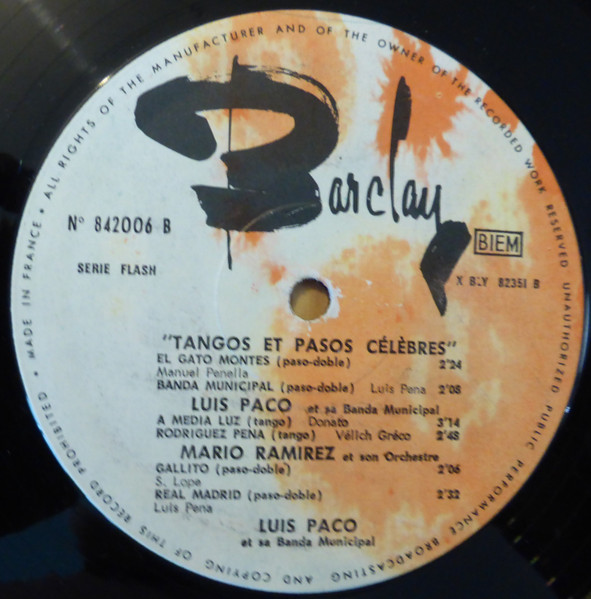 • MADE IN FRANCE • ALL RIGHTS OF THE MANUFACTURER AND OF THE OWNER OF THE RECORDED WORK RESERVED UNAUTHORIZED PUBLIC PERFORMANCE BROADCASTING AND COPYING OF THIS RECORD PROHIBITED
Barclay
N° 842006 B
BIEM
SERIE FLASH
X BLY 82351 B
"TANGOS ET PASOS CÉLÈBRES"
EL GATO MONTES (paso-doble) 2'24
Manuel Penella
BANDA MUNICIPAL (paso-doble) Luis Pena 2'08
LUIS PACO et sa Banda Municipal
A MEDIA LUZ (tango) Donato 3'14
RODRIGUEZ PENA (tango) Vélich Gréco 2'48
MARIO RAMIREZ et son Orchestre
GALLITO (paso-doble) 2'06
S. Lope
REAL MADRID (paso-doble) 2'32
Luis Pena
LUIS PACO
et sa Banda Municipal